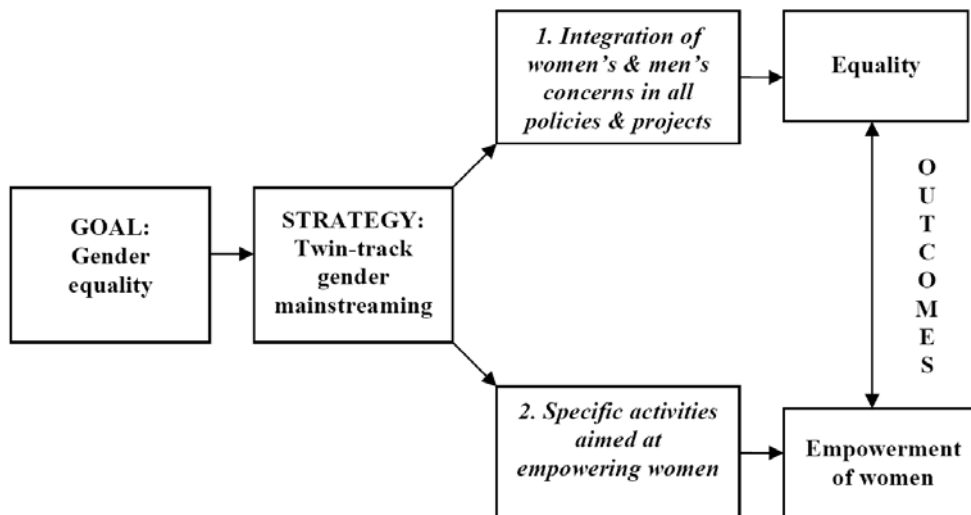 GOAL:
Gender
equality
STRATEGY:
Twin-track
gender
mainstreaming
1. Integration of
women’s & men’s
concerns in all
policies & projects
Equality
2. Specific activities
aimed at
empowering women
Empowerment
of women
OUTCOMES